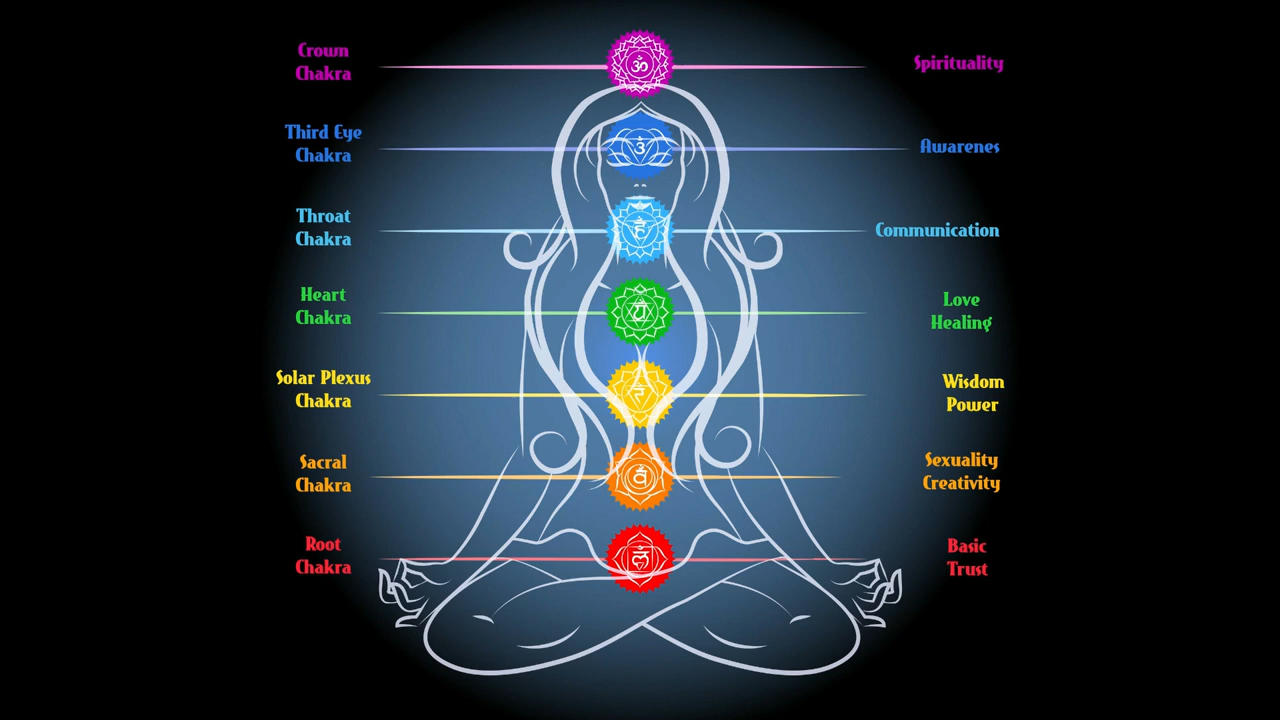 Crown
Chakra
ॐ
Spirituality
Third Eye
Chakra
Awarenes
Throat
Chakra
हं
Communication
Heart
Chakra
यं
Love
Healing
Solar Plexus
Chakra
रं
Wisdom
Power
Sacral
Chakra
वं
Sexuality
Creativity
Root
Chakra
लं
Basic
Trust